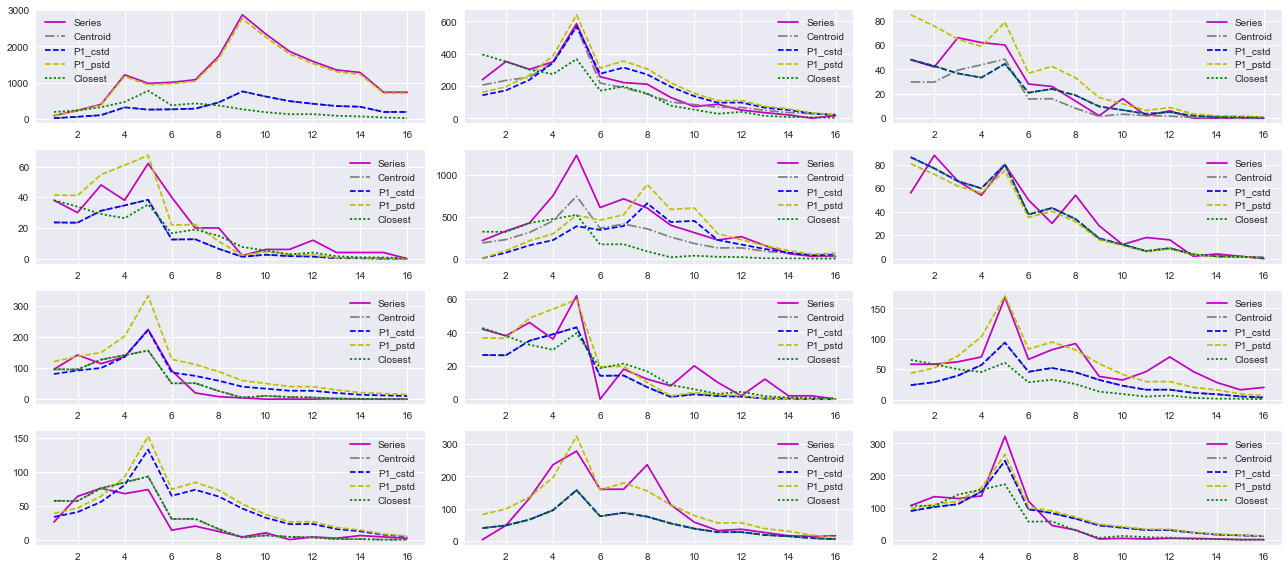 3000
2000
1000
0
Series
Centroid
P1_cstd
P1_pstd
Closest
2 4 6 8 10 12 14 16
600
400
200
0
Series
Centroid
P1_cstd
P1_pstd
Closest
2 4 6 8 10 12 14 16
80
60
40
20
0
Series
Centroid
P1_cstd
P1_pstd
Closest
2 4 6 8 10 12 14 16
60
40
20
0
Series
Centroid
P1_cstd
P1_pstd
Closest
2 4 6 8 10 12 14 16
1000
500
0
Series
Centroid
P1_cstd
P1_pstd
Closest
2 4 6 8 10 12 14 16
80
60
40
20
0
Series
Centroid
P1_cstd
P1_pstd
Closest
2 4 6 8 10 12 14 16
300
200
100
0
Series
Centroid
P1_cstd
P1_pstd
Closest
2 4 6 8 10 12 14 16
60
40
20
0
Series
Centroid
P1_cstd
P1_pstd
Closest
2 4 6 8 10 12 14 16
150
100
50
0
Series
Centroid
P1_cstd
P1_pstd
Closest
2 4 6 8 10 12 14 16
150
100
50
0
Series
Centroid
P1_cstd
P1_pstd
Closest
2 4 6 8 10 12 14 16
300
200
100
0
Series
Centroid
P1_cstd
P1_pstd
Closest
2 4 6 8 10 12 14 16
300
200
100
0
Series
Centroid
P1_cstd
P1_pstd
Closest
2 4 6 8 10 12 14 16